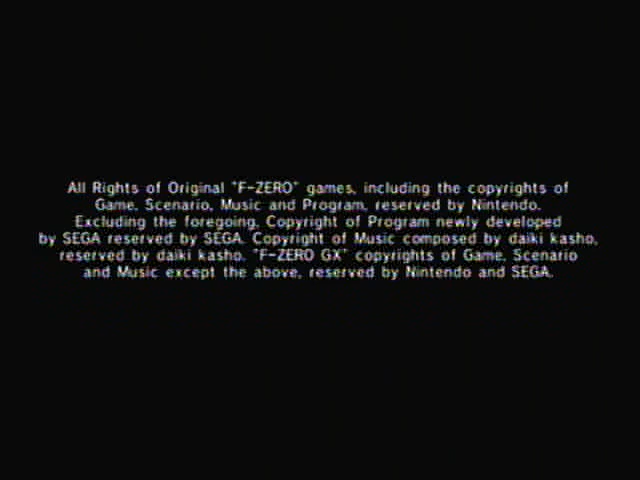 All Rights of Original "F-ZERO" games, including the copyrights of
Game, Scenario, Music and Program, reserved by Nintendo.
Excluding the foregoing, Copyright of Program newly developed
by SEGA reserved by SEGA. Copyright of Music composed by daiki kasho,
reserved by daiki kasho. "F-ZERO GX" copyrights of Game, Scenario
and Music except the above, reserved by Nintendo and SEGA.